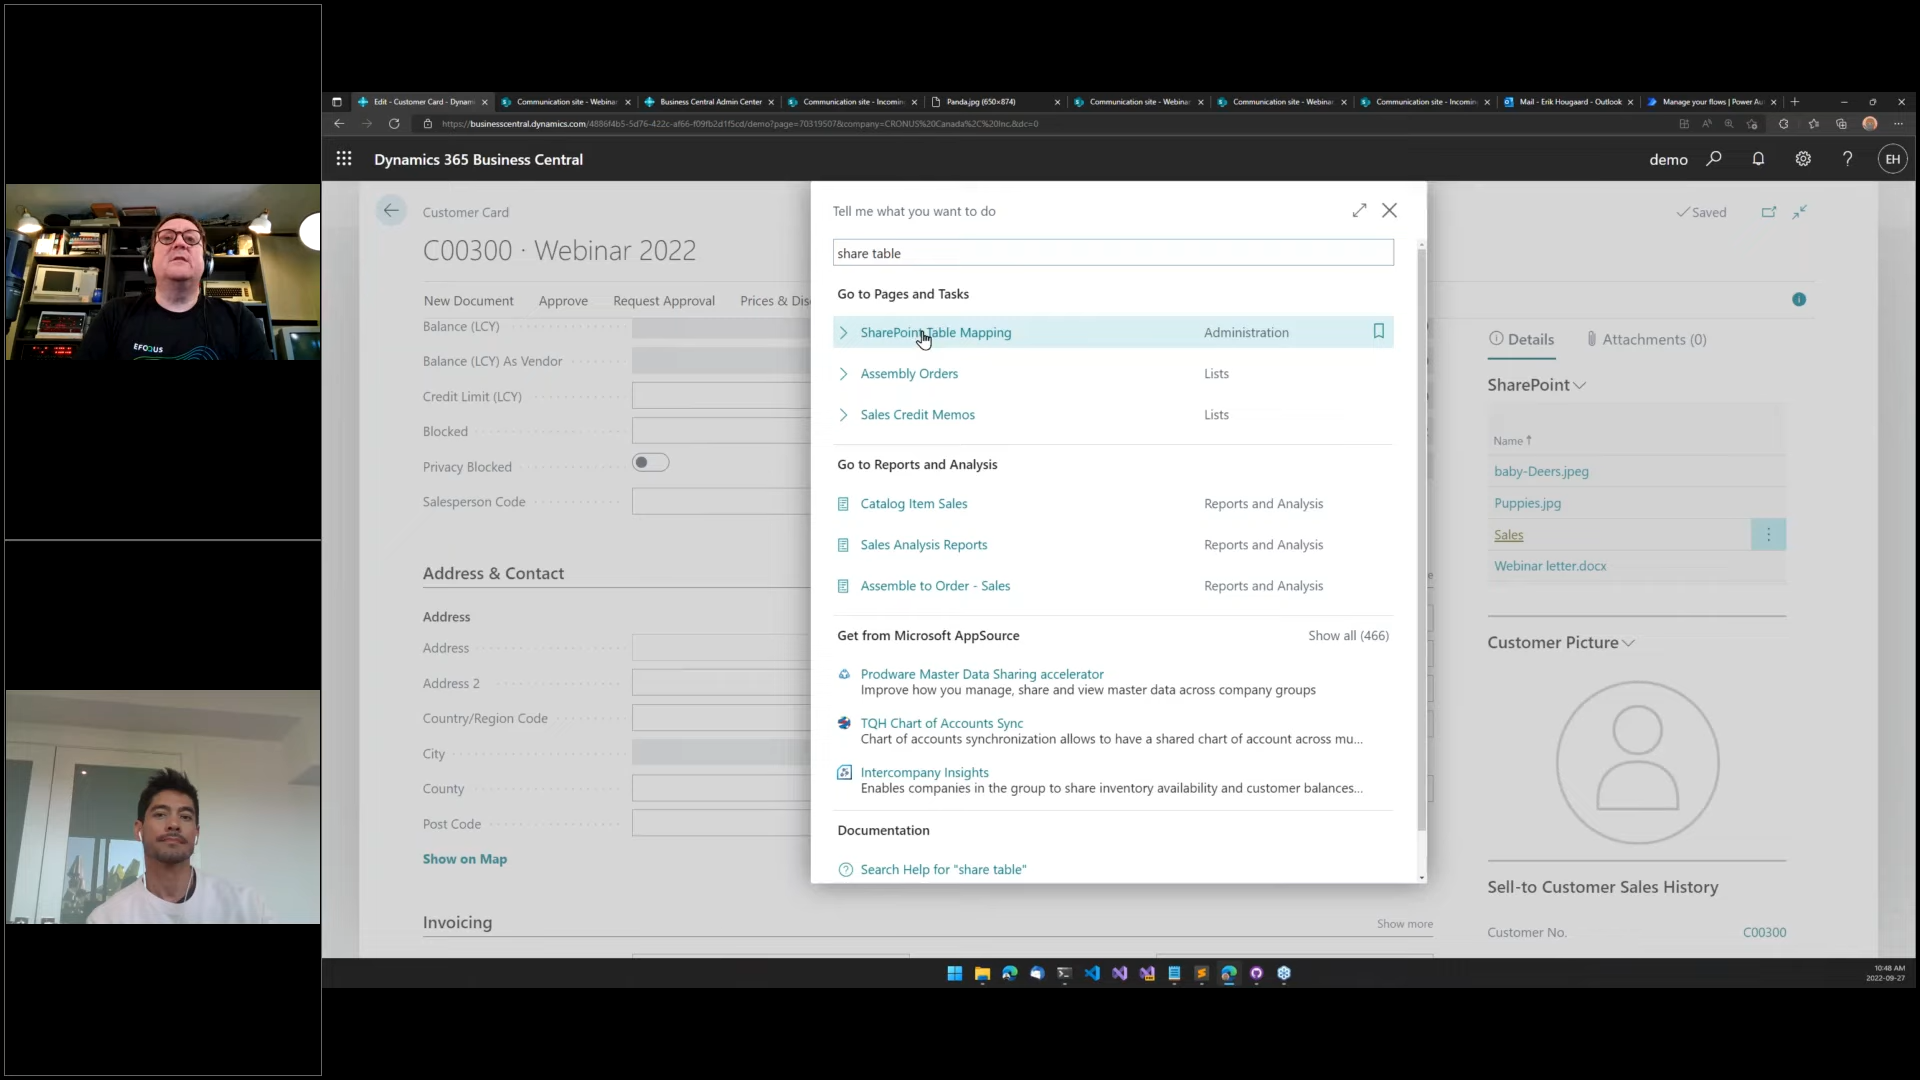 Edit - Customer Card - Dynam
Communication site - Webinar
Business Central Admin Center
Communication site - Incomin
Panda.jpg (650×874)
Communication site - Webinar
Communication site - Webinar
Communication site - Incomin
Mail - Erik Hougaard - Outlook
Manage your flows | Power Au
Dynamics 365 Business Central
demo
EH
Customer Card
Saved
C00300 · Webinar 2022
New Document
Approve
Request Approval
Prices & Dis
Balance (LCY)
Balance (LCY) As Vendor
Credit Limit (LCY)
Blocked
Privacy Blocked
Salesperson Code
Address & Contact
Address
Address
Address 2
Country/Region Code
City
County
Post Code
Show on Map
Invoicing
Show more
Tell me what you want to do
share table
Go to Pages and Tasks
SharePoint Table Mapping
Administration
Assembly Orders
Lists
Sales Credit Memos
Lists
Go to Reports and Analysis
Catalog Item Sales
Reports and Analysis
Sales Analysis Reports
Reports and Analysis
Assemble to Order - Sales
Reports and Analysis
Get from Microsoft AppSource
Show all (466)
Prodware Master Data Sharing accelerator
Improve how you manage, share and view master data across company groups
TQH Chart of Accounts Sync
Chart of accounts synchronization allows to have a shared chart of account across mu...
Intercompany Insights
Enables companies in the group to share inventory availability and customer balances...
Documentation
Search Help for "share table"
Details
Attachments (0)
SharePoint
Name ↑
baby-Deers.jpeg
Puppies.jpg
Sales
Webinar letter.docx
Customer Picture
Sell-to Customer Sales History
Customer No.
C00300
10:48 AM
2022-09-27
EFOQUS